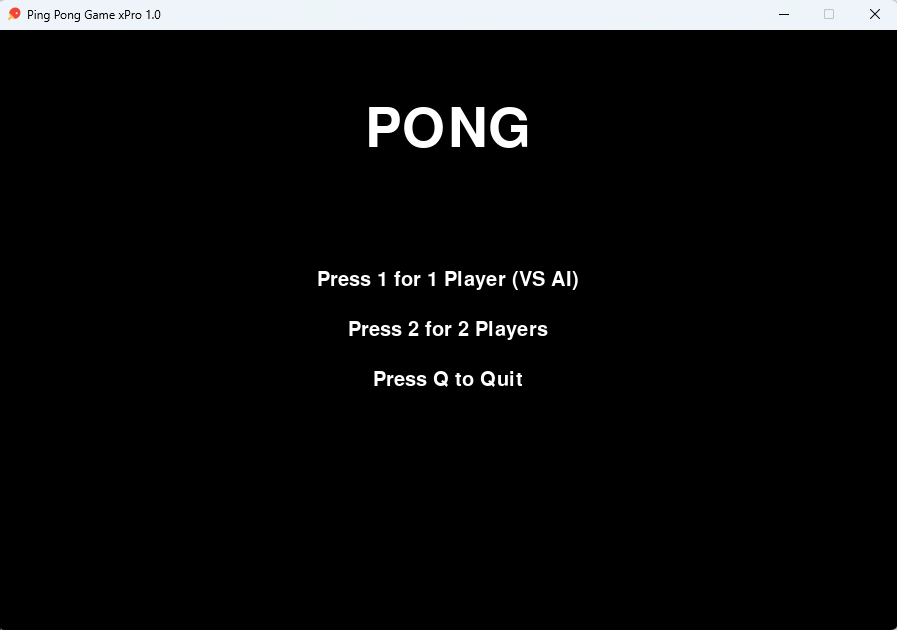 Ping Pong Game xPro 1.0
PONG
Press 1 for 1 Player (VS AI)
Press 2 for 2 Players
Press Q to Quit